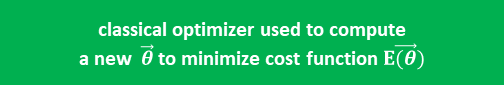 classical optimizer used to compute
a new θ⃗ to minimize cost function E(θ⃗)